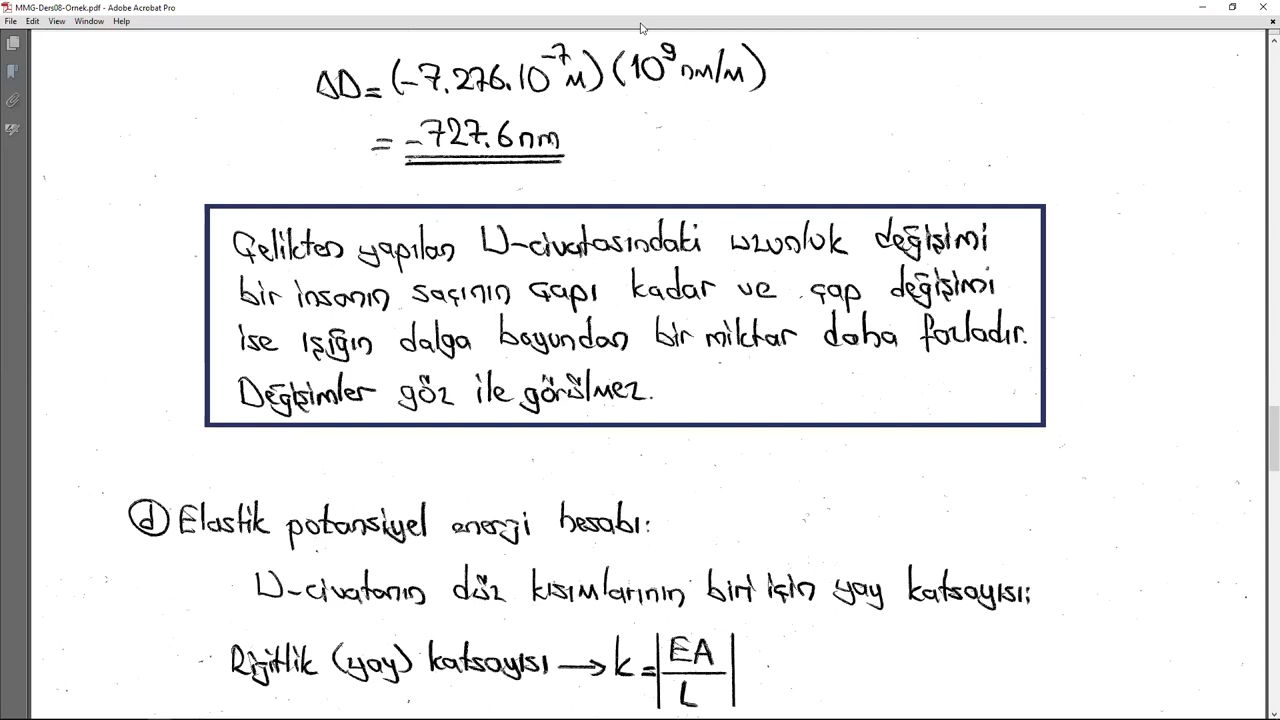 MMG-Ders08-Ornek.pdf - Adobe Acrobat Pro
File Edit View Window Help
ΔD = (-7.276.10⁻⁷ M) (10⁹ nm/M)
= -727.6 nm
Çelikten yapılan U-civatasındaki uzunluk değişimi
bir insanın saçının çapı kadar ve çap değişimi
ise ışığın dalga boyundan bir miktar daha fazladır.
Değişimler göz ile görülmez.
(d) Elastik potansiyel enerji hesabı:
U-civatanın düz kısımlarının biri için yay katsayısı:
Rijitlik (yay) katsayısı → k = |EA/L|